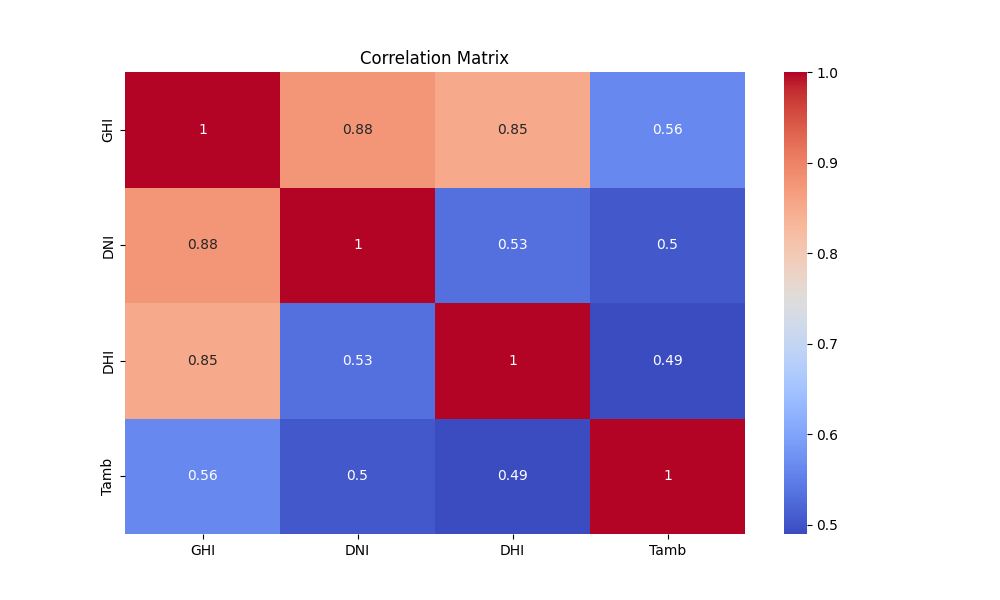 Correlation Matrix
GHI 1 0.88 0.85 0.56
DNI 0.88 1 0.53 0.5
DHI 0.85 0.53 1 0.49
Tamb 0.56 0.5 0.49 1
GHI DNI DHI Tamb
1.0
0.9
0.8
0.7
0.6
0.5